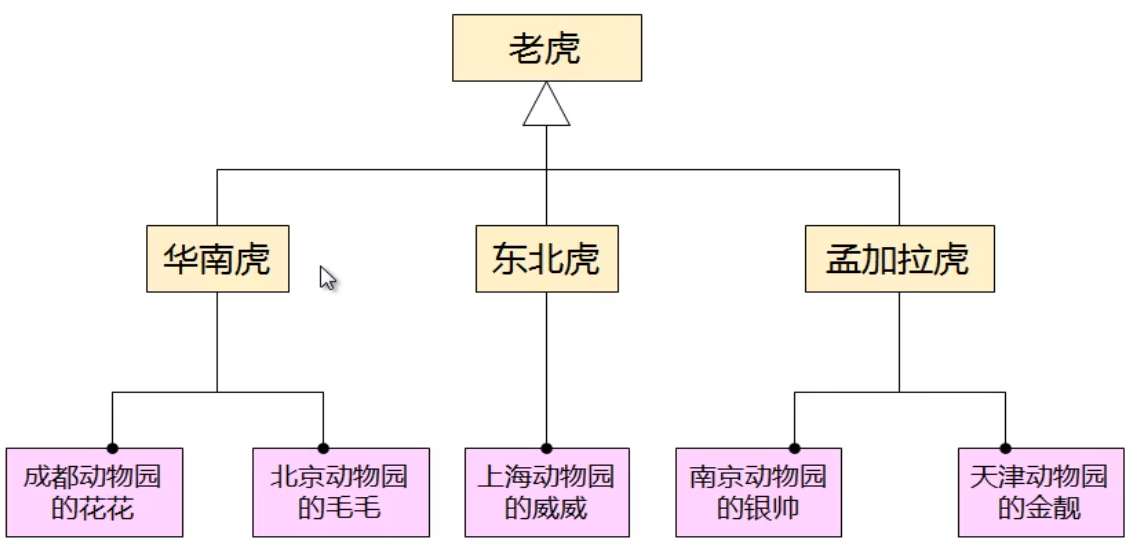 老虎
华南虎
东北虎
孟加拉虎
成都动物园
的花花
北京动物园
的毛毛
上海动物园
的威威
南京动物园
的银帅
天津动物园
的金靓